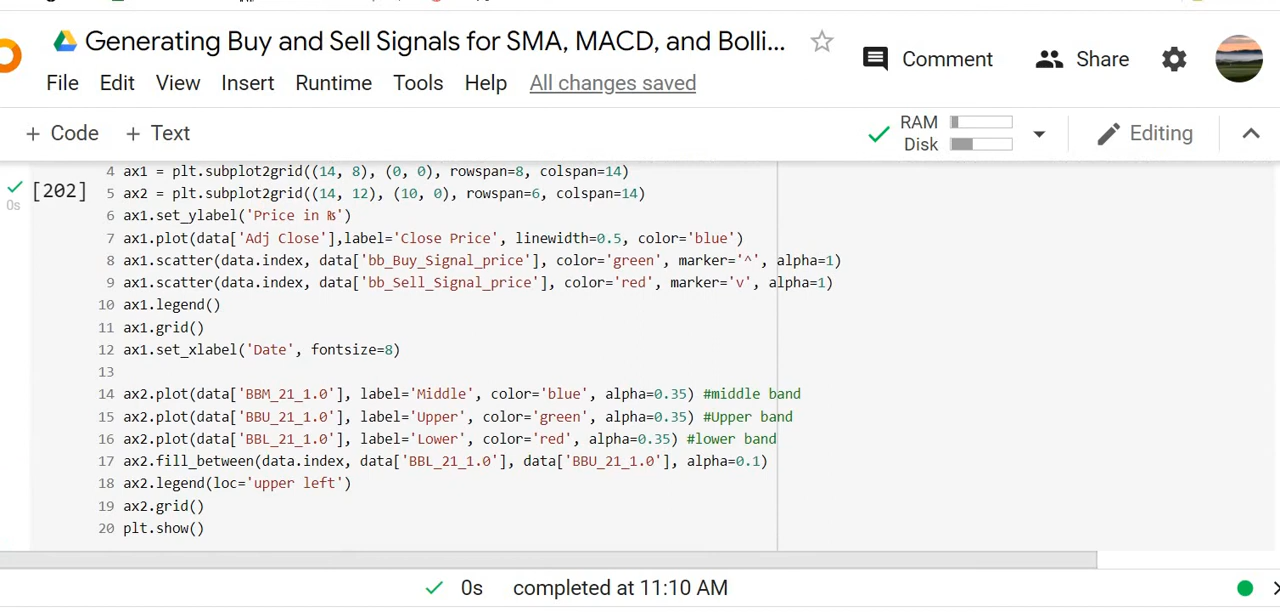 Generating Buy and Sell Signals for SMA, MACD, and Bolli...
Comment
Share
File Edit View Insert Runtime Tools Help All changes saved
+ Code + Text
RAM
Disk
Editing
[202]
0s
4 ax1 = plt.subplot2grid((14, 8), (0, 0), rowspan=8, colspan=14)
5 ax2 = plt.subplot2grid((14, 12), (10, 0), rowspan=6, colspan=14)
6 ax1.set_ylabel('Price in ₨')
7 ax1.plot(data['Adj Close'],label='Close Price', linewidth=0.5, color='blue')
8 ax1.scatter(data.index, data['bb_Buy_Signal_price'], color='green', marker='^', alpha=1)
9 ax1.scatter(data.index, data['bb_Sell_Signal_price'], color='red', marker='v', alpha=1)
10 ax1.legend()
11 ax1.grid()
12 ax1.set_xlabel('Date', fontsize=8)
13
14 ax2.plot(data['BBM_21_1.0'], label='Middle', color='blue', alpha=0.35) #middle band
15 ax2.plot(data['BBU_21_1.0'], label='Upper', color='green', alpha=0.35) #Upper band
16 ax2.plot(data['BBL_21_1.0'], label='Lower', color='red', alpha=0.35) #lower band
17 ax2.fill_between(data.index, data['BBL_21_1.0'], data['BBU_21_1.0'], alpha=0.1)
18 ax2.legend(loc='upper left')
19 ax2.grid()
20 plt.show()
0s completed at 11:10 AM